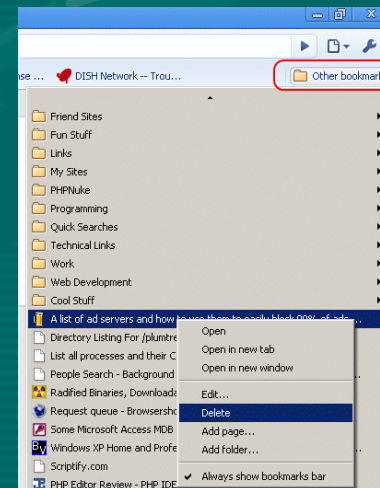 nse ... DISH Network -- Trou... Other bookmark
Friend Sites
Fun Stuff
Links
My Sites
PHPNuke
Programming
Quick Searches
Technical Links
Work
Web Development
Cool Stuff
A list of ad servers and how to use them to easily block 99% of ads ...
Open
Directory Listing For /plumtre
Open in new tab
List all processes and their C
Open in new window
People Search - Background
Radified Binaries, Downloada
Edit...
Request queue - Browsersho
Delete
Some Microsoft Access MDB
Add page...
Windows XP Home and Profe
Add folder...
Scriptify.com
Always show bookmarks bar
PHP Editor Review - PHP IDE